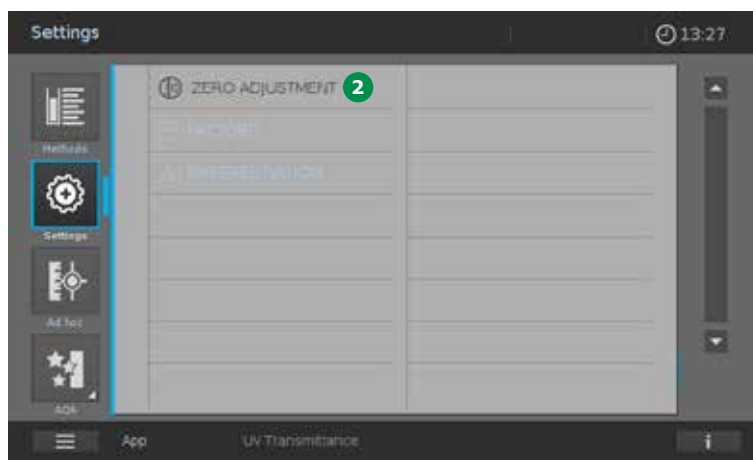 Settings
13:27
ZERO ADJUSTMENT 2
Methods
Settings
Ad hoc
AQA
App
UV Transmittance
i